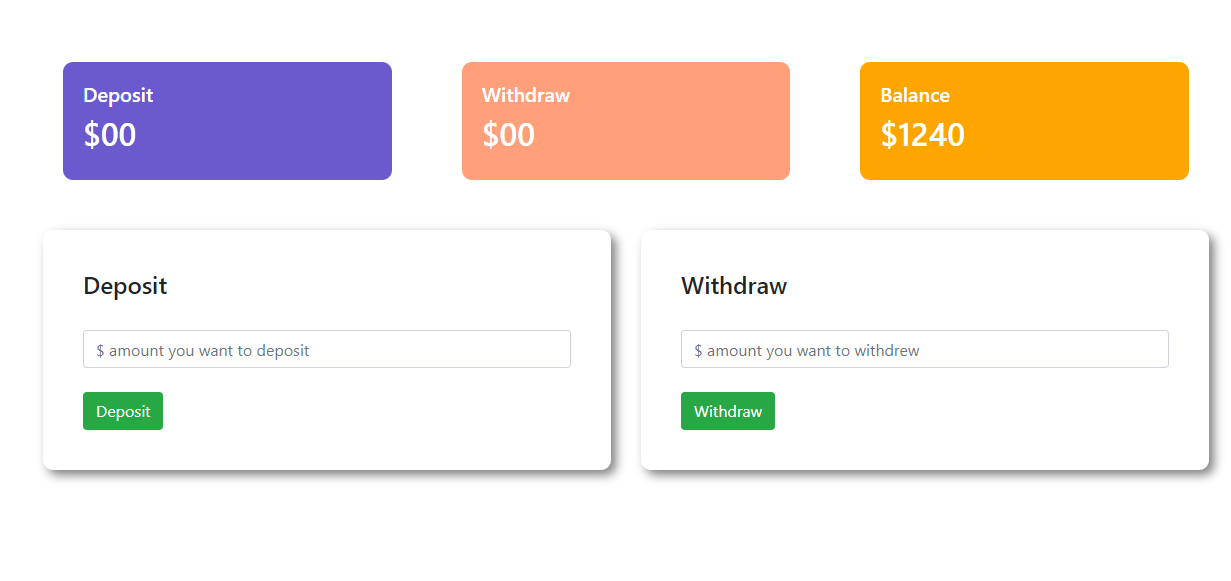 Deposit
$00
Withdraw
$00
Balance
$1240
Deposit
$ amount you want to deposit
Deposit
Withdraw
$ amount you want to withdrew
Withdraw